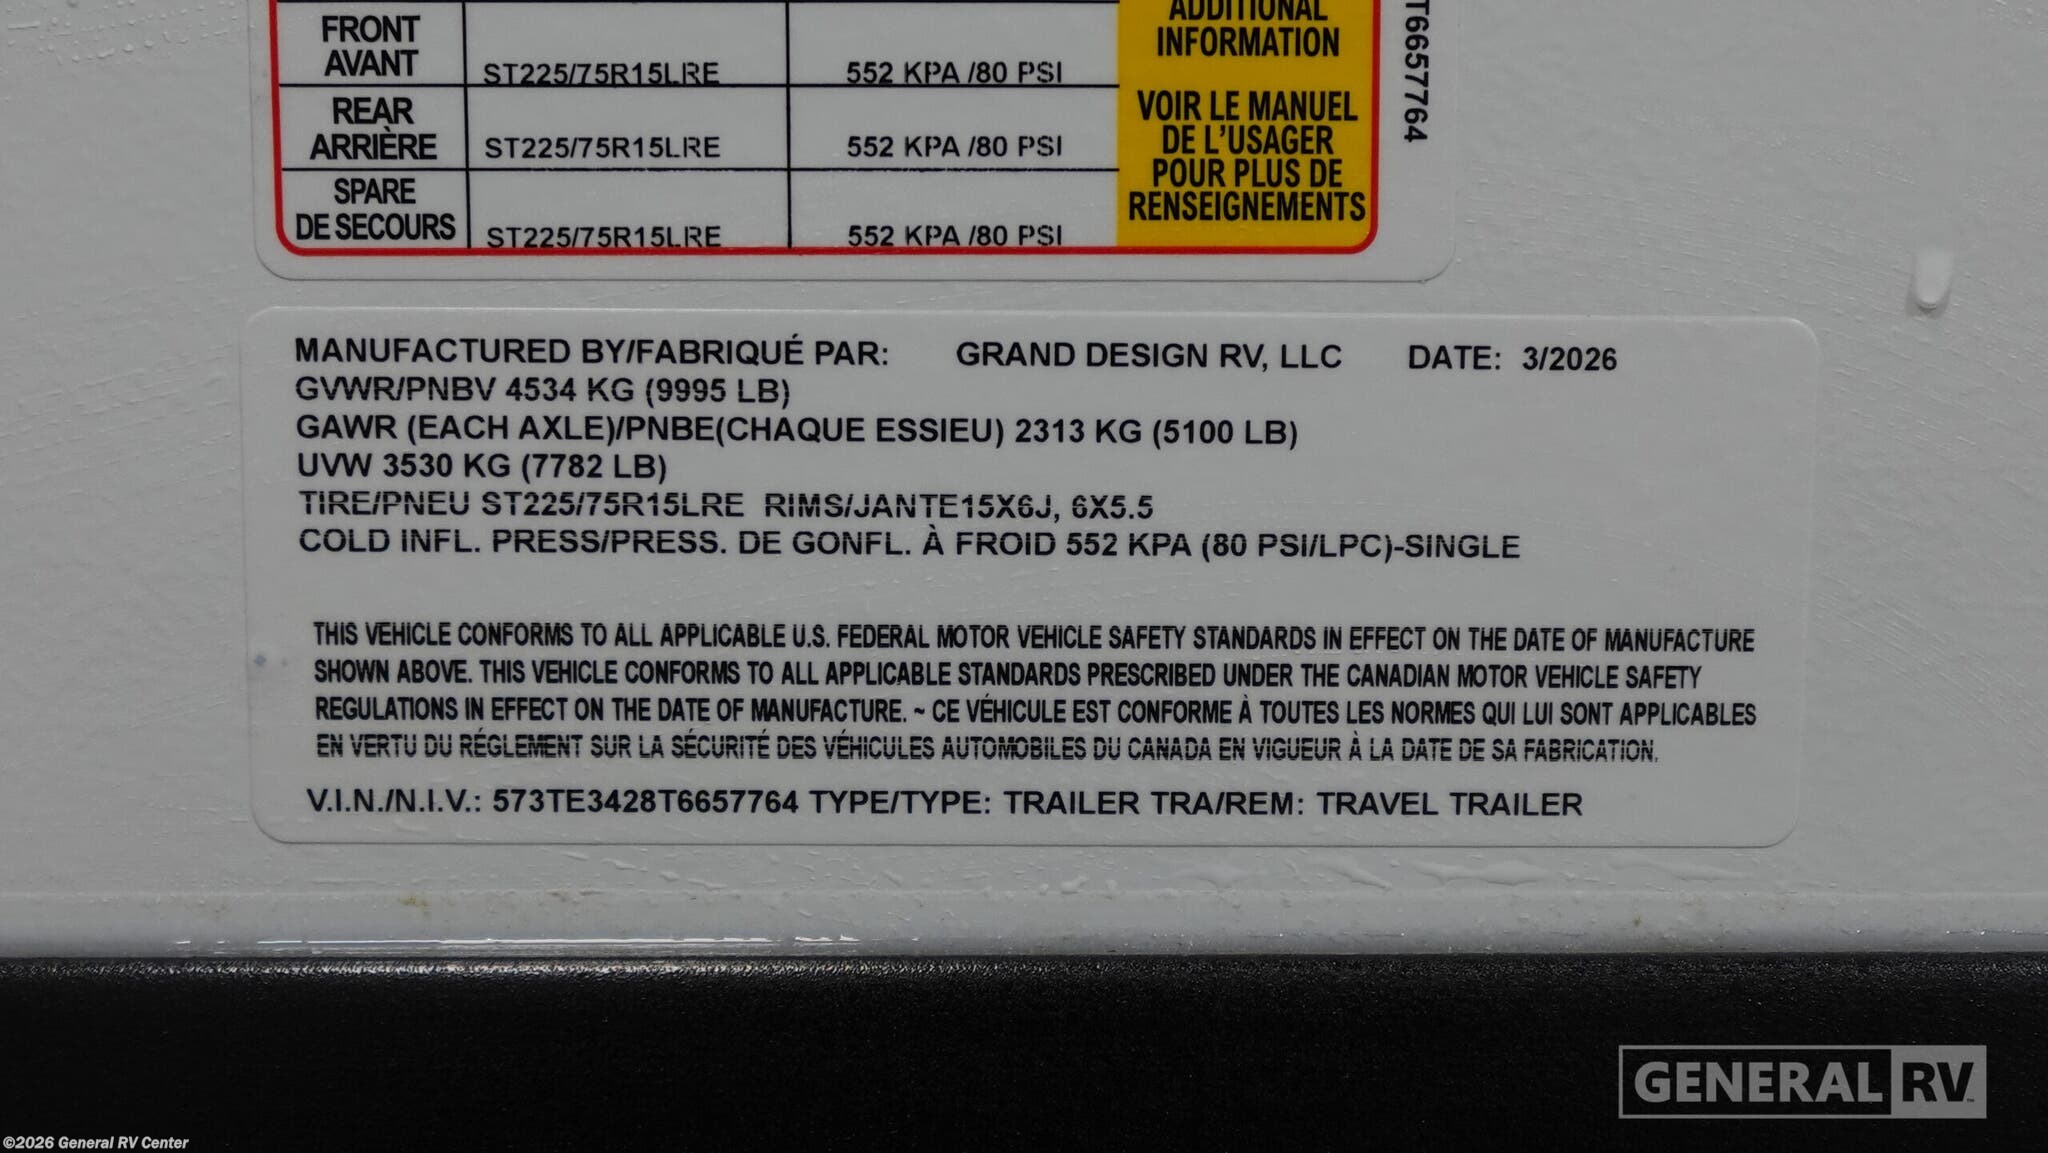 FRONT
AVANT
ST225/75R15LRE
552 KPA /80 PSI
REAR
ARRIÈRE
ST225/75R15LRE
552 KPA /80 PSI
SPARE
DE SECOURS
ST225/75R15LRE
552 KPA /80 PSI
ADDITIONAL
INFORMATION
VOIR LE MANUEL
DE L'USAGER
POUR PLUS DE
RENSEIGNEMENTS
T6657764
MANUFACTURED BY/FABRIQUÉ PAR: GRAND DESIGN RV, LLC DATE: 3/2026
GVWR/PNBV 4534 KG (9995 LB)
GAWR (EACH AXLE)/PNBE(CHAQUE ESSIEU) 2313 KG (5100 LB)
UVW 3530 KG (7782 LB)
TIRE/PNEU ST225/75R15LRE RIMS/JANTE15X6J, 6X5.5
COLD INFL. PRESS/PRESS. DE GONFL. À FROID 552 KPA (80 PSI/LPC)-SINGLE
THIS VEHICLE CONFORMS TO ALL APPLICABLE U.S. FEDERAL MOTOR VEHICLE SAFETY STANDARDS IN EFFECT ON THE DATE OF MANUFACTURE
SHOWN ABOVE. THIS VEHICLE CONFORMS TO ALL APPLICABLE STANDARDS PRESCRIBED UNDER THE CANADIAN MOTOR VEHICLE SAFETY
REGULATIONS IN EFFECT ON THE DATE OF MANUFACTURE. ~ CE VÉHICULE EST CONFORME À TOUTES LES NORMES QUI LUI SONT APPLICABLES
EN VERTU DU RÉGLEMENT SUR LA SÉCURITÉ DES VÉHICULES AUTOMOBILES DU CANADA EN VIGUEUR À LA DATE DE SA FABRICATION.
V.I.N./N.I.V.: 573TE3428T6657764 TYPE/TYPE: TRAILER TRA/REM: TRAVEL TRAILER
GENERAL RV™
©2026 General RV Center